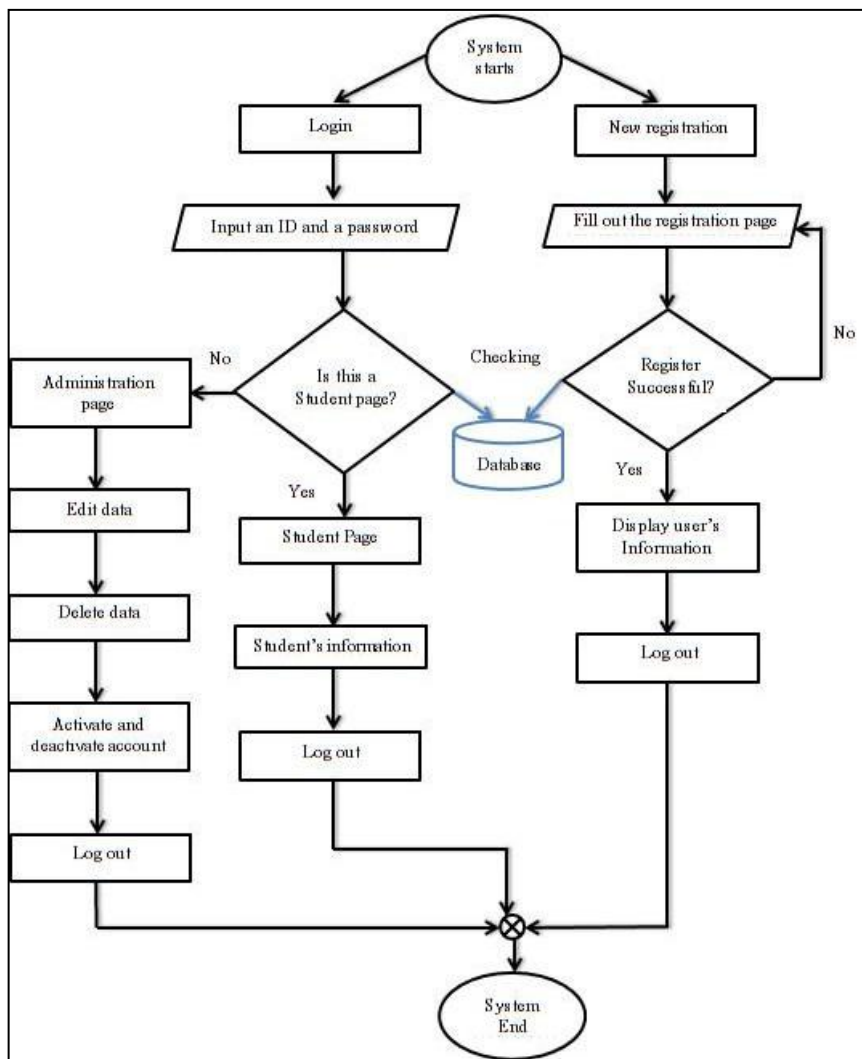 System
starts
Login
New registration
Input an ID and a password
Fill out the registration page
No
Checking
No
Administration
page
Is this a
Student page?
Register
Successful?
Database
Yes
Yes
Edit data
Student Page
Display user's
Information
Delete data
Student's information
Log out
Activate and
deactivate account
Log out
Log out
System
End